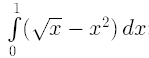 ∫₀¹ (√x − x²) dx